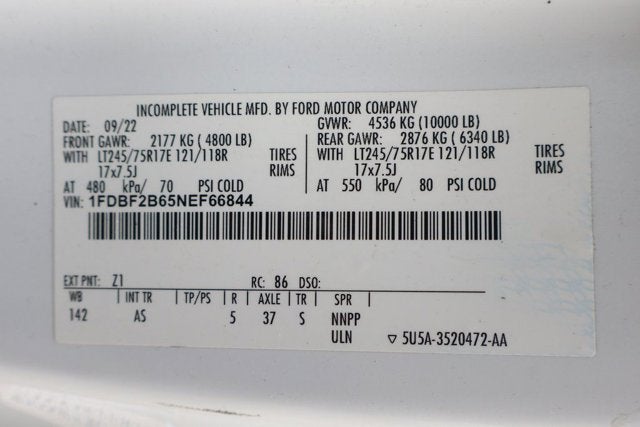 INCOMPLETE VEHICLE MFD. BY FORD MOTOR COMPANY
DATE: 09/22 GVWR: 4536 KG (10000 LB)
FRONT GAWR: 2177 KG ( 4800 LB) REAR GAWR: 2876 KG ( 6340 LB)
WITH LT245/75R17E 121/118R TIRES WITH LT245/75R17E 121/118R TIRES
17x7.5J RIMS 17x7.5J RIMS
AT 480 kPa/ 70 PSI COLD AT 550 kPa/ 80 PSI COLD
VIN: 1FDBF2B65NEF66844
EXT PNT: Z1 RC: 86 DSO:
WB INT TR TP/PS R AXLE TR SPR
142 AS 5 37 S NNPP
ULN ▽ 5U5A-3520472-AA